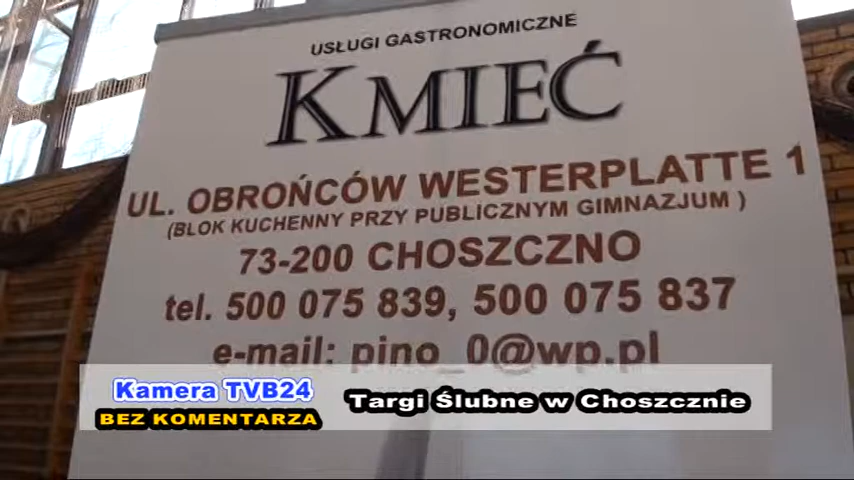 USŁUGI GASTRONOMICZNE
KMIEĆ
UL. OBROŃCÓW WESTERPLATTE 1
(BLOK KUCHENNY PRZY PUBLICZNYM GIMNAZJUM )
73-200 CHOSZCZNO
tel. 500 075 839, 500 075 837
e-mail: pino_0@wp.pl
Kamera TVB24
BEZ KOMENTARZA
Targi Ślubne w Choszcznie